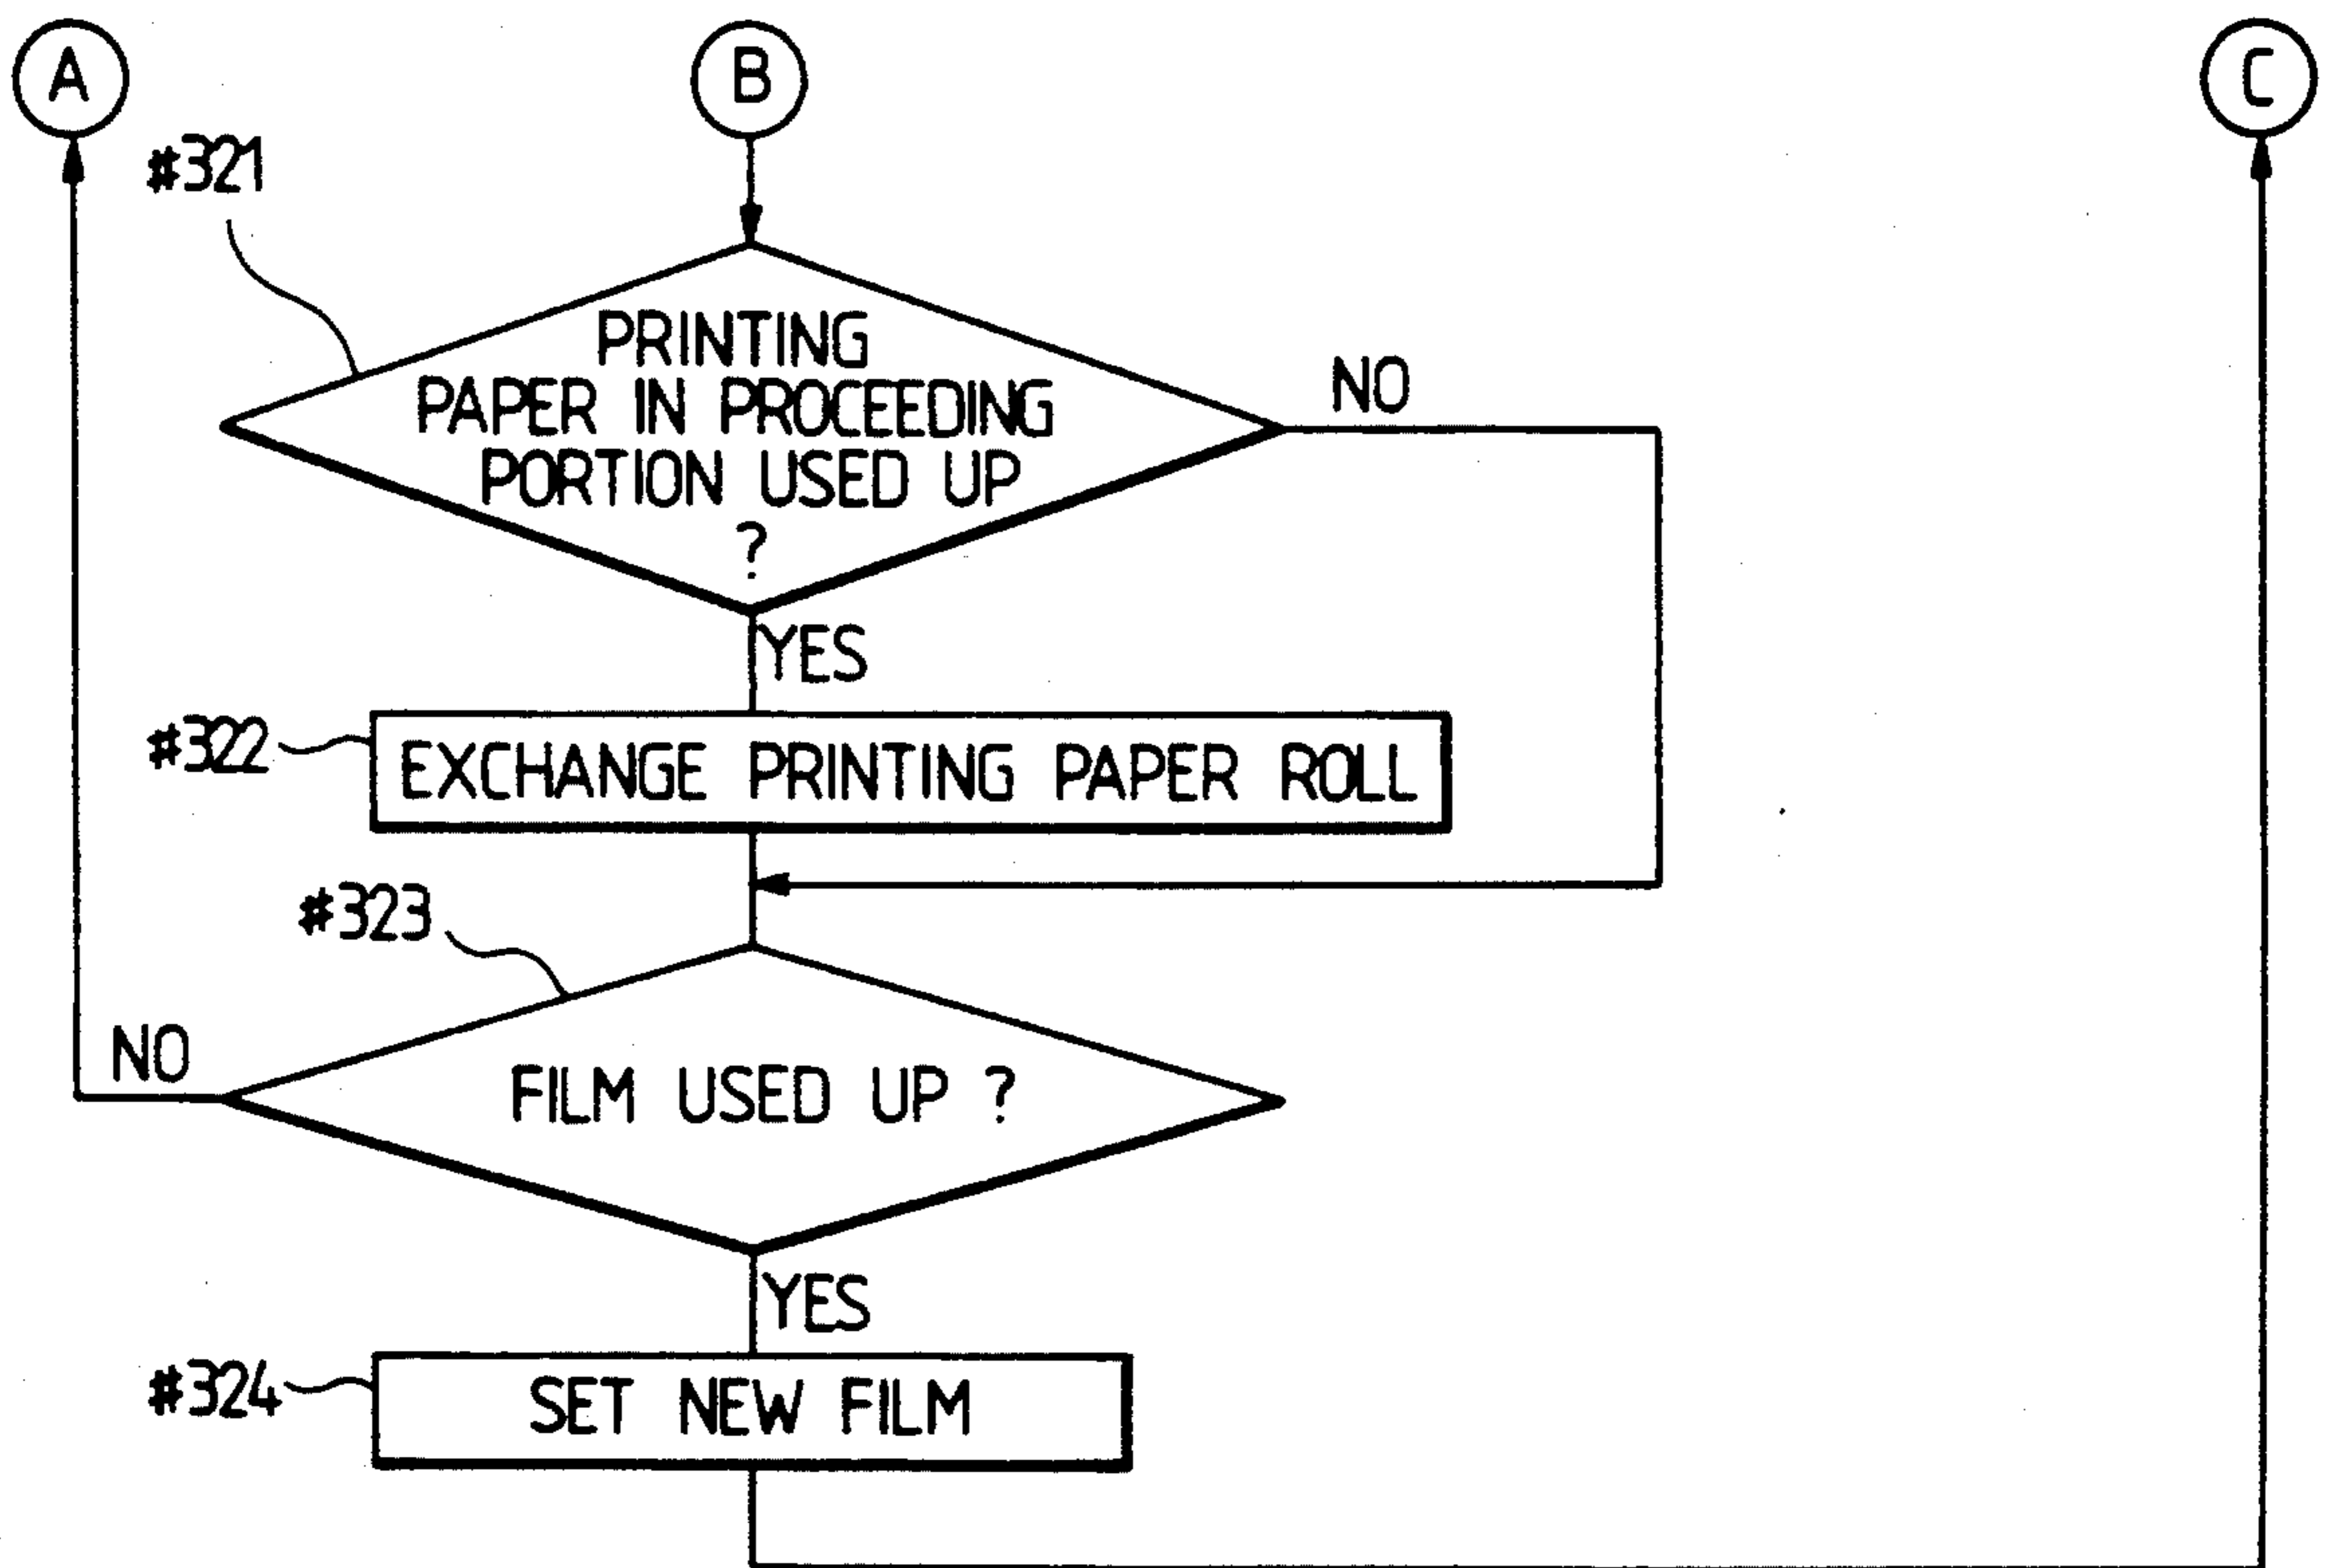 A
B
C
#321
PRINTING
PAPER IN PROCEEDING
PORTION USED UP
?
NO
YES
#322
EXCHANGE PRINTING PAPER ROLL
#323
NO
FILM USED UP ?
YES
#324
SET NEW FILM